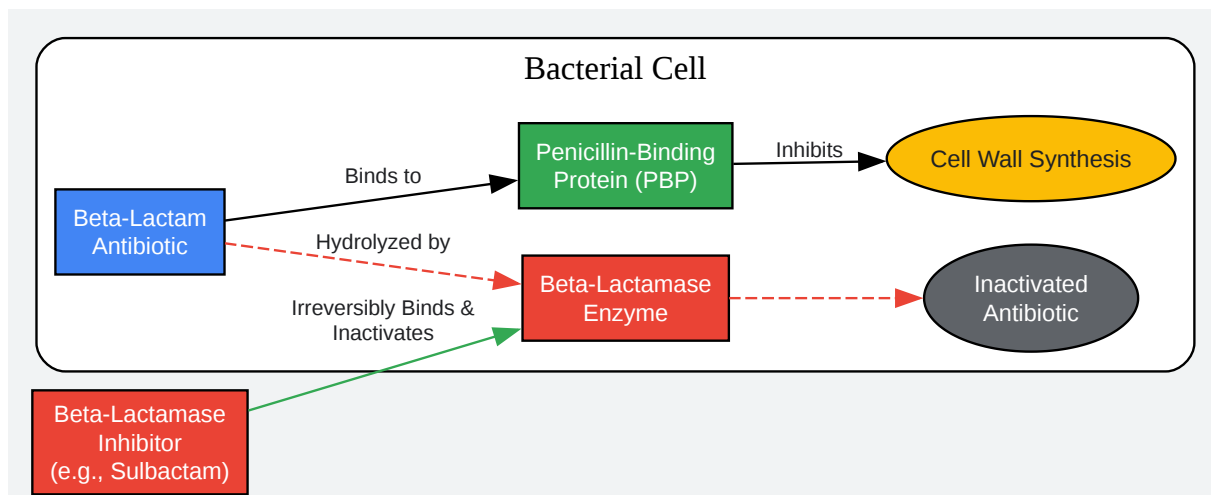 Bacterial Cell
Penicillin-Binding
Protein (PBP)
Inhibits
Cell Wall Synthesis
Binds to
Beta-Lactam
Antibiotic
Hydrolyzed by
Beta-Lactamase
Enzyme
Inactivated
Antibiotic
Irreversibly Binds &
Inactivates
Beta-Lactamase
Inhibitor
(e.g., Sulbactam)